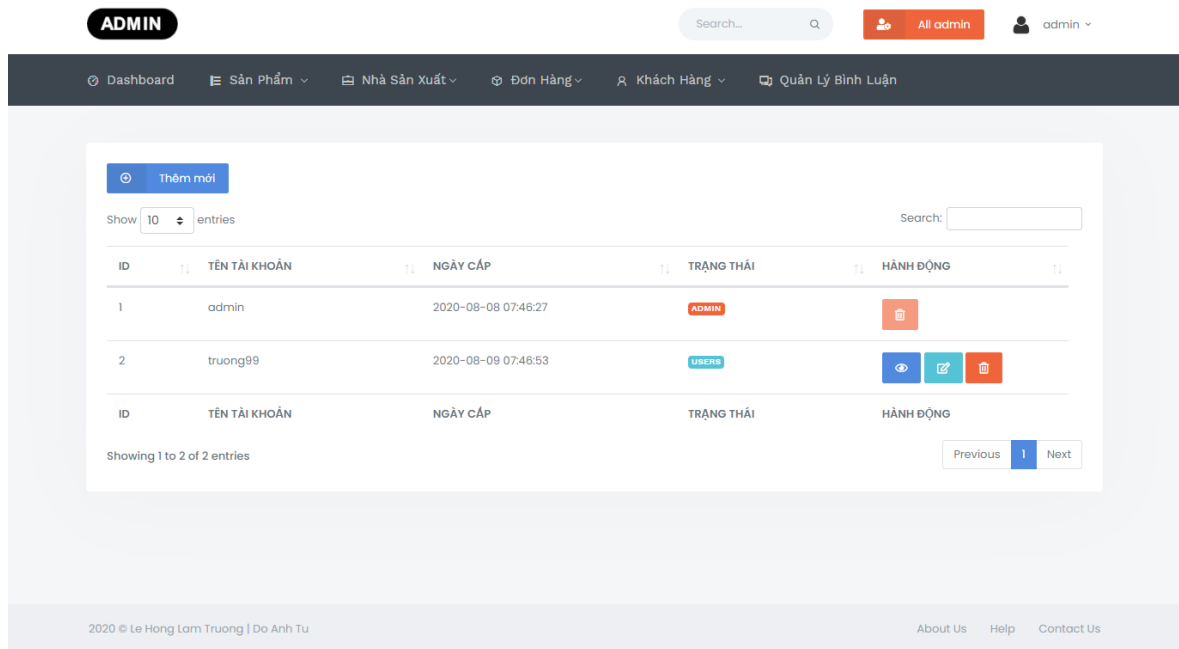 ADMIN Search... All admin admin
Dashboard Sản Phẩm Nhà Sản Xuất Đơn Hàng Khách Hàng Quản Lý Bình Luận
Thêm mới
Show 10 entries Search:
ID TÊN TÀI KHOẢN NGÀY CẤP TRẠNG THÁI HÀNH ĐỘNG
1 admin 2020-08-08 07:46:27 ADMIN
2 truong99 2020-08-09 07:46:53 USERS
ID TÊN TÀI KHOẢN NGÀY CẤP TRẠNG THÁI HÀNH ĐỘNG
Showing 1 to 2 of 2 entries Previous 1 Next
2020 © Le Hong Lam Truong | Do Anh Tu About Us Help Contact Us